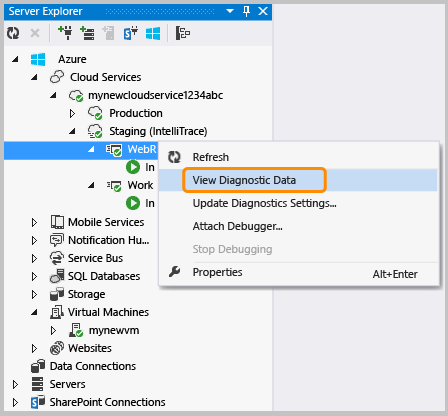 Server Explorer
Azure
Cloud Services
mynewcloudservice1234abc
Production
Staging (IntelliTrace)
WebR
In
Work
In
Mobile Services
Notification Hu...
Service Bus
SQL Databases
Storage
Virtual Machines
mynewvm
Websites
Data Connections
Servers
SharePoint Connections
Refresh
View Diagnostic Data
Update Diagnostics Settings...
Attach Debugger...
Stop Debugging
Properties Alt+Enter